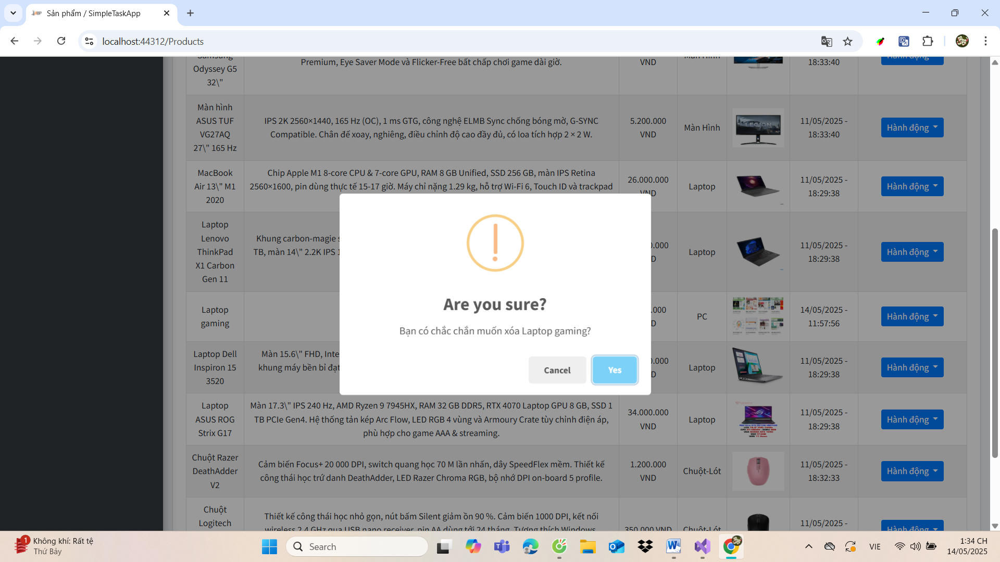 Sản phẩm / SimpleTaskApp
localhost:44312/Products
Samsung
Odyssey G5
32\"
Premium, Eye Saver Mode và Flicker-Free bất chấp chơi game dài giờ.
VND
Màn Hình
18:33:40
Hành động
Màn hình
ASUS TUF
VG27AQ
27\" 165 Hz
IPS 2K 2560×1440, 165 Hz (OC), 1 ms GTG, công nghệ ELMB Sync chống bóng mờ, G-SYNC
Compatible. Chân đế xoay, nghiêng, điều chỉnh độ cao đầy đủ, có loa tích hợp 2 × 2 W.
5.200.000
VND
Màn Hình
LEGION
11/05/2025 -
18:33:40
Hành động
MacBook
Air 13\" M1
2020
Chip Apple M1 8-core CPU & 7-core GPU, RAM 8 GB Unified, SSD 256 GB, màn IPS Retina
2560×1600, pin dùng thực tế 15-17 giờ. Máy chỉ nặng 1.29 kg, hỗ trợ Wi-Fi 6, Touch ID và trackpad
26.000.000
VND
Laptop
11/05/2025 -
18:29:38
Hành động
Laptop
Lenovo
ThinkPad
X1 Carbon
Gen 11
Khung carbon-magie
TB, màn 14\" 2.2K IPS
.000
D
Laptop
11/05/2025 -
18:29:38
Hành động
Laptop
gaming
.000
D
PC
14/05/2025 -
11:57:56
Hành động
Laptop Dell
Inspiron 15
3520
Màn 15.6\" FHD,
khung máy bền bỉ đạt
.000
D
Laptop
11/05/2025 -
18:29:38
Hành động
Laptop
ASUS ROG
Strix G17
Màn 17.3\" IPS 240 Hz, AMD Ryzen 9 7945HX, RAM 32 GB DDR5, RTX 4070 Laptop GPU 8 GB, SSD 1
TB PCIe Gen4. Hệ thống tản kép Arc Flow, LED RGB 4 vùng và Armoury Crate tùy chỉnh điện áp,
phù hợp cho game AAA & streaming.
34.000.000
VND
Laptop
11/05/2025 -
18:29:38
Hành động
Chuột Razer
DeathAdder
V2
Cảm biến Focus+ 20 000 DPI, switch quang học 70 M lần nhấn, dây SpeedFlex mềm. Thiết kế
công thái học trứ danh DeathAdder, LED Razer Chroma RGB, bộ nhớ DPI on-board 5 profile.
1.200.000
VND
Chuột-Lót
11/05/2025 -
18:32:33
Hành động
Chuột
Logitech
Thiết kế công thái học nhỏ gọn, nút bấm Silent giảm ồn 90 %. Cảm biến 1000 DPI, kết nối
wireless 2.4 GHz qua USB nano receiver, pin AA dùng tới 24 tháng. Tương thích Windows,
350.000 VND
Chuột-Lót
11/05/2025 -
Hành động
Are you sure?
Bạn có chắc chắn muốn xóa Laptop gaming?
Cancel
Yes
1
Không khí: Rất tệ
Thứ Bảy
Search
VIE
1:34 CH
14/05/2025